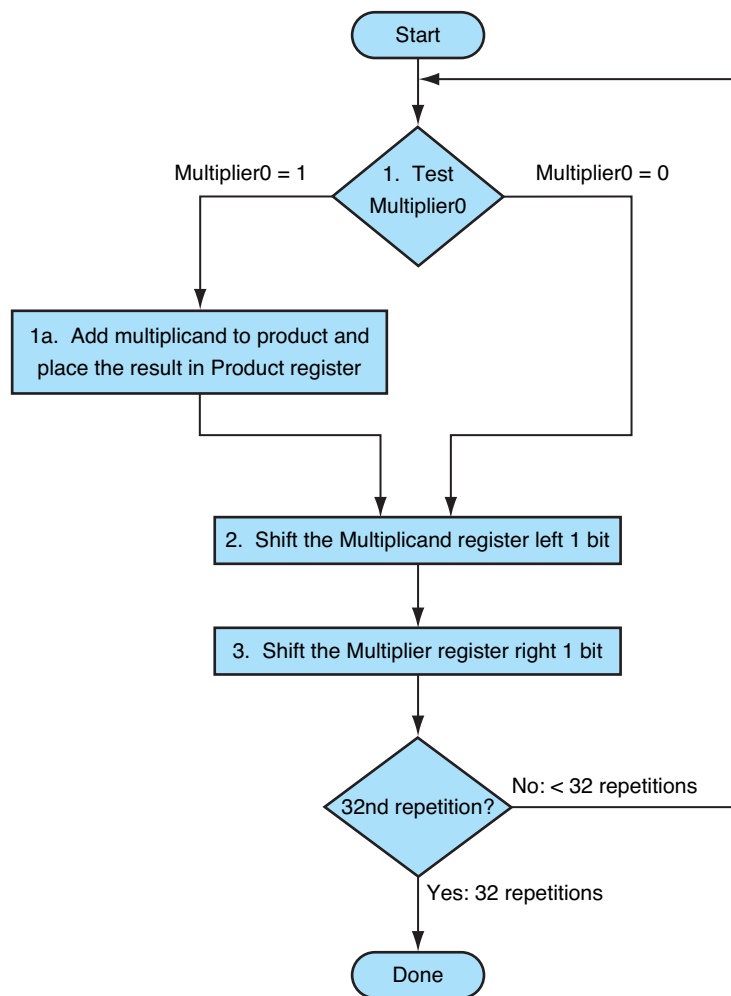 Start
1. Test
Multiplier0
Multiplier0 = 1
Multiplier0 = 0
1a. Add multiplicand to product and
place the result in Product register
2. Shift the Multiplicand register left 1 bit
3. Shift the Multiplier register right 1 bit
32nd repetition?
No: < 32 repetitions
Yes: 32 repetitions
Done